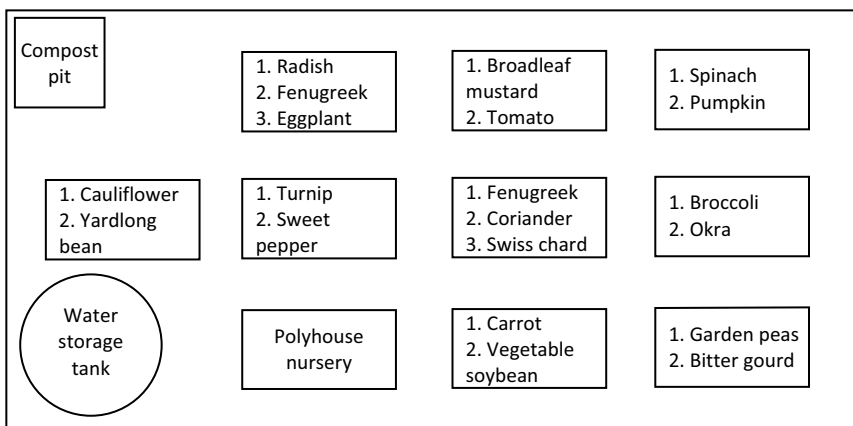 Compost
pit
1. Radish
2. Fenugreek
3. Eggplant
1. Broadleaf
mustard
2. Tomato
1. Spinach
2. Pumpkin
1. Cauliflower
2. Yardlong
bean
1. Turnip
2. Sweet
pepper
1. Fenugreek
2. Coriander
3. Swiss chard
1. Broccoli
2. Okra
Water
storage
tank
Polyhouse
nursery
1. Carrot
2. Vegetable
soybean
1. Garden peas
2. Bitter gourd